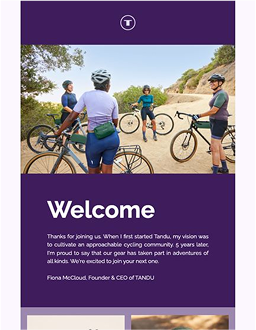 Welcome
Thanks for joining us. When I first started Tandu, my vision was
to cultivate an approachable cycling community. 5 years later,
I'm proud to say that our gear has taken part in adventures of
all kinds. We're excited to join your next one.
Fiona McCloud, Founder & CEO of TANDU